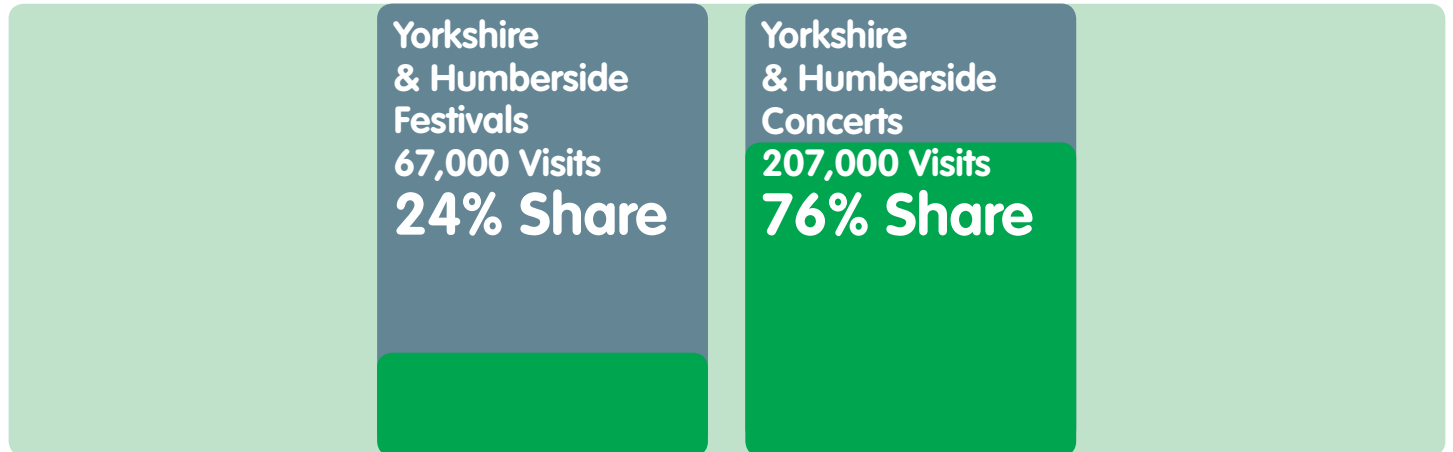 Yorkshire
& Humberside
Festivals
67,000 Visits
24% Share
Yorkshire
& Humberside
Concerts
207,000 Visits
76% Share